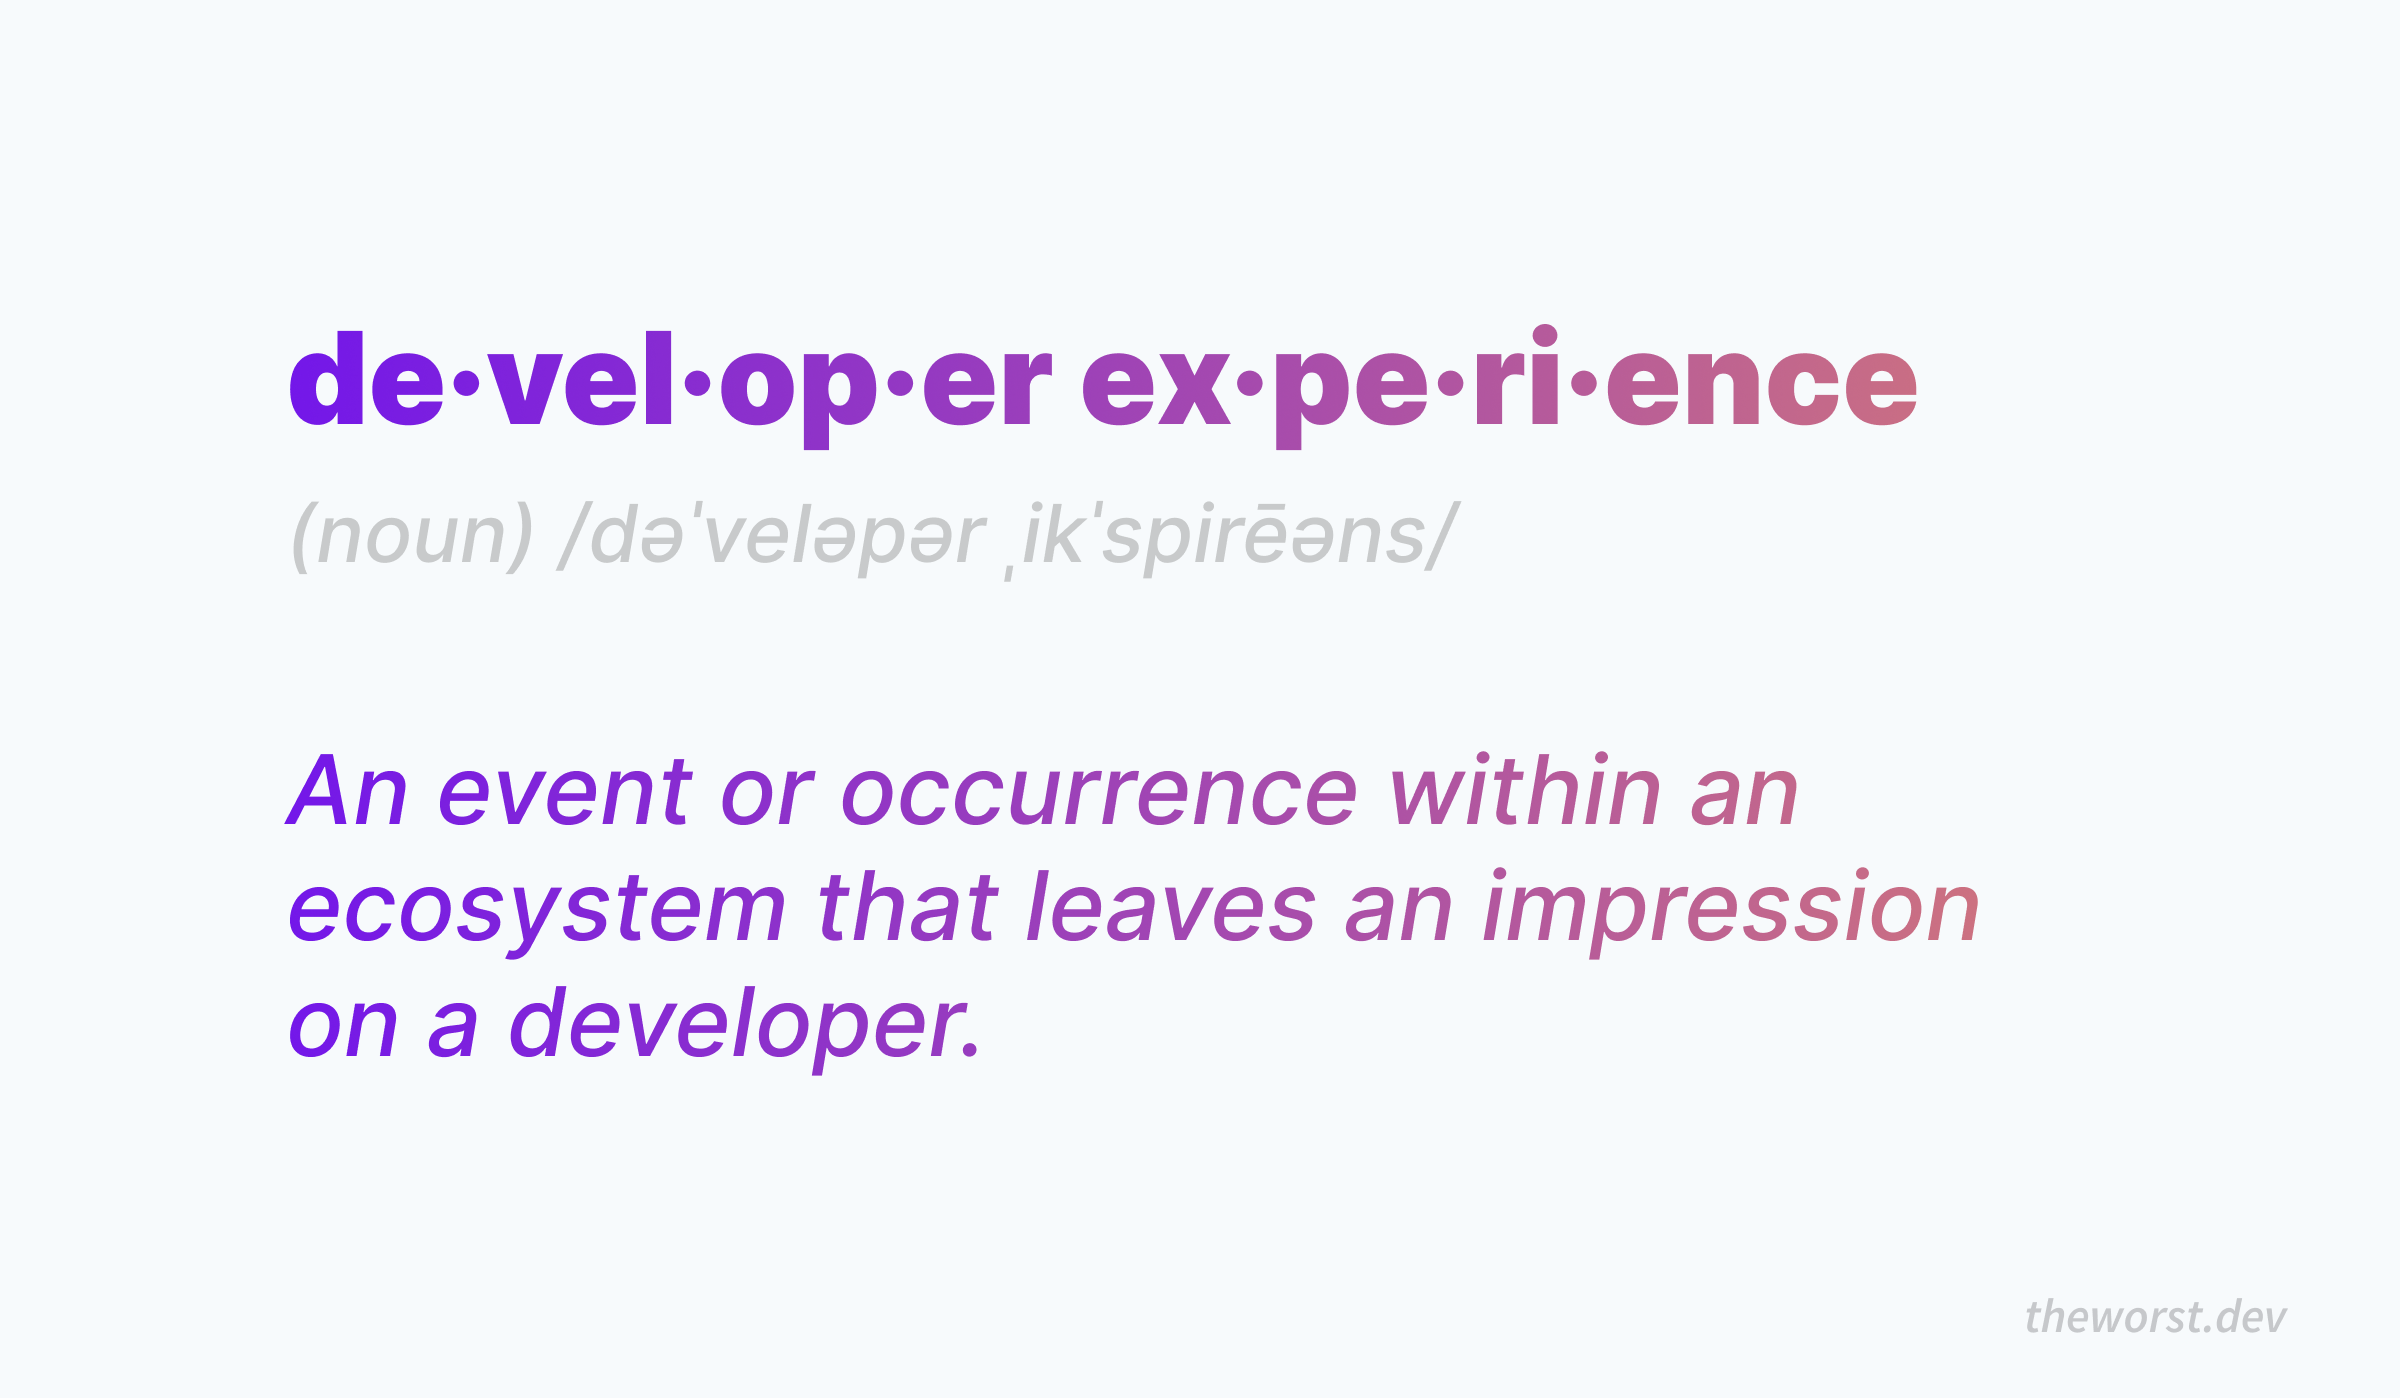 de·vel·op·er ex·pe·ri·ence
(noun) /dəˈveləpər ˌikˈspirēəns/
An event or occurrence within an
ecosystem that leaves an impression
on a developer.
theworst.dev